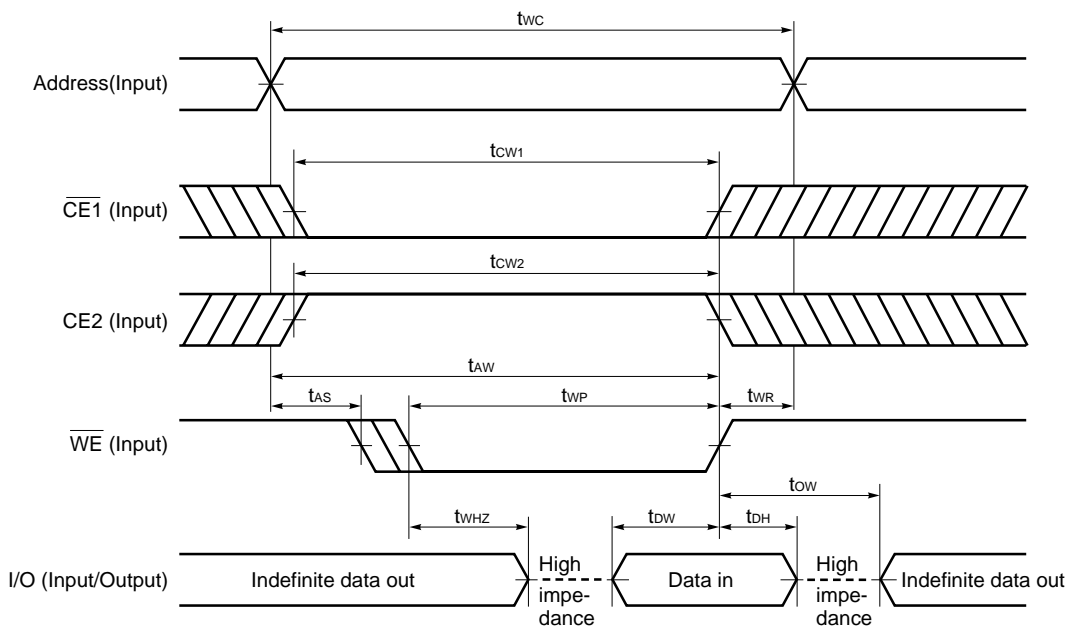 tWC
Address(Input)
tCW1
CE1 (Input)
tCW2
CE2 (Input)
tAW
tAS
tWP
tWR
WE (Input)
tOW
tWHZ
tDW
tDH
I/O (Input/Output)
Indefinite data out
High
impe-
dance
Data in
High
impe-
dance
Indefinite data out